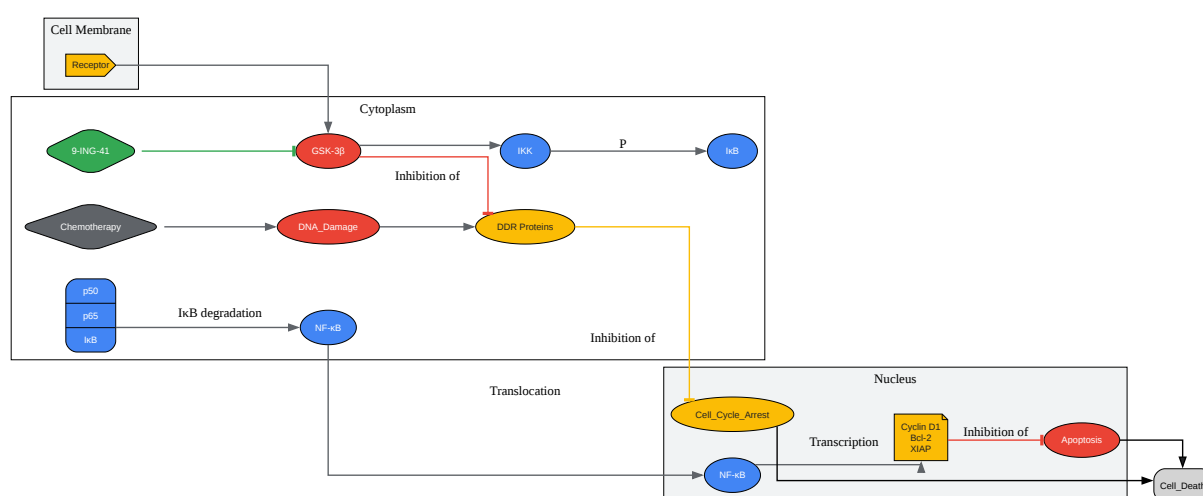 Cell Membrane
Receptor
Cytoplasm
9-ING-41
GSK-3β
IKK
P
IκB
Inhibition of
Chemotherapy
DNA_Damage
DDR Proteins
p50
p65
IκB
IκB degradation
NF-κB
Inhibition of
Translocation
Nucleus
Cell_Cycle_Arrest
Transcription
Cyclin D1
Bcl-2
XIAP
Inhibition of
Apoptosis
NF-κB
Cell_Death